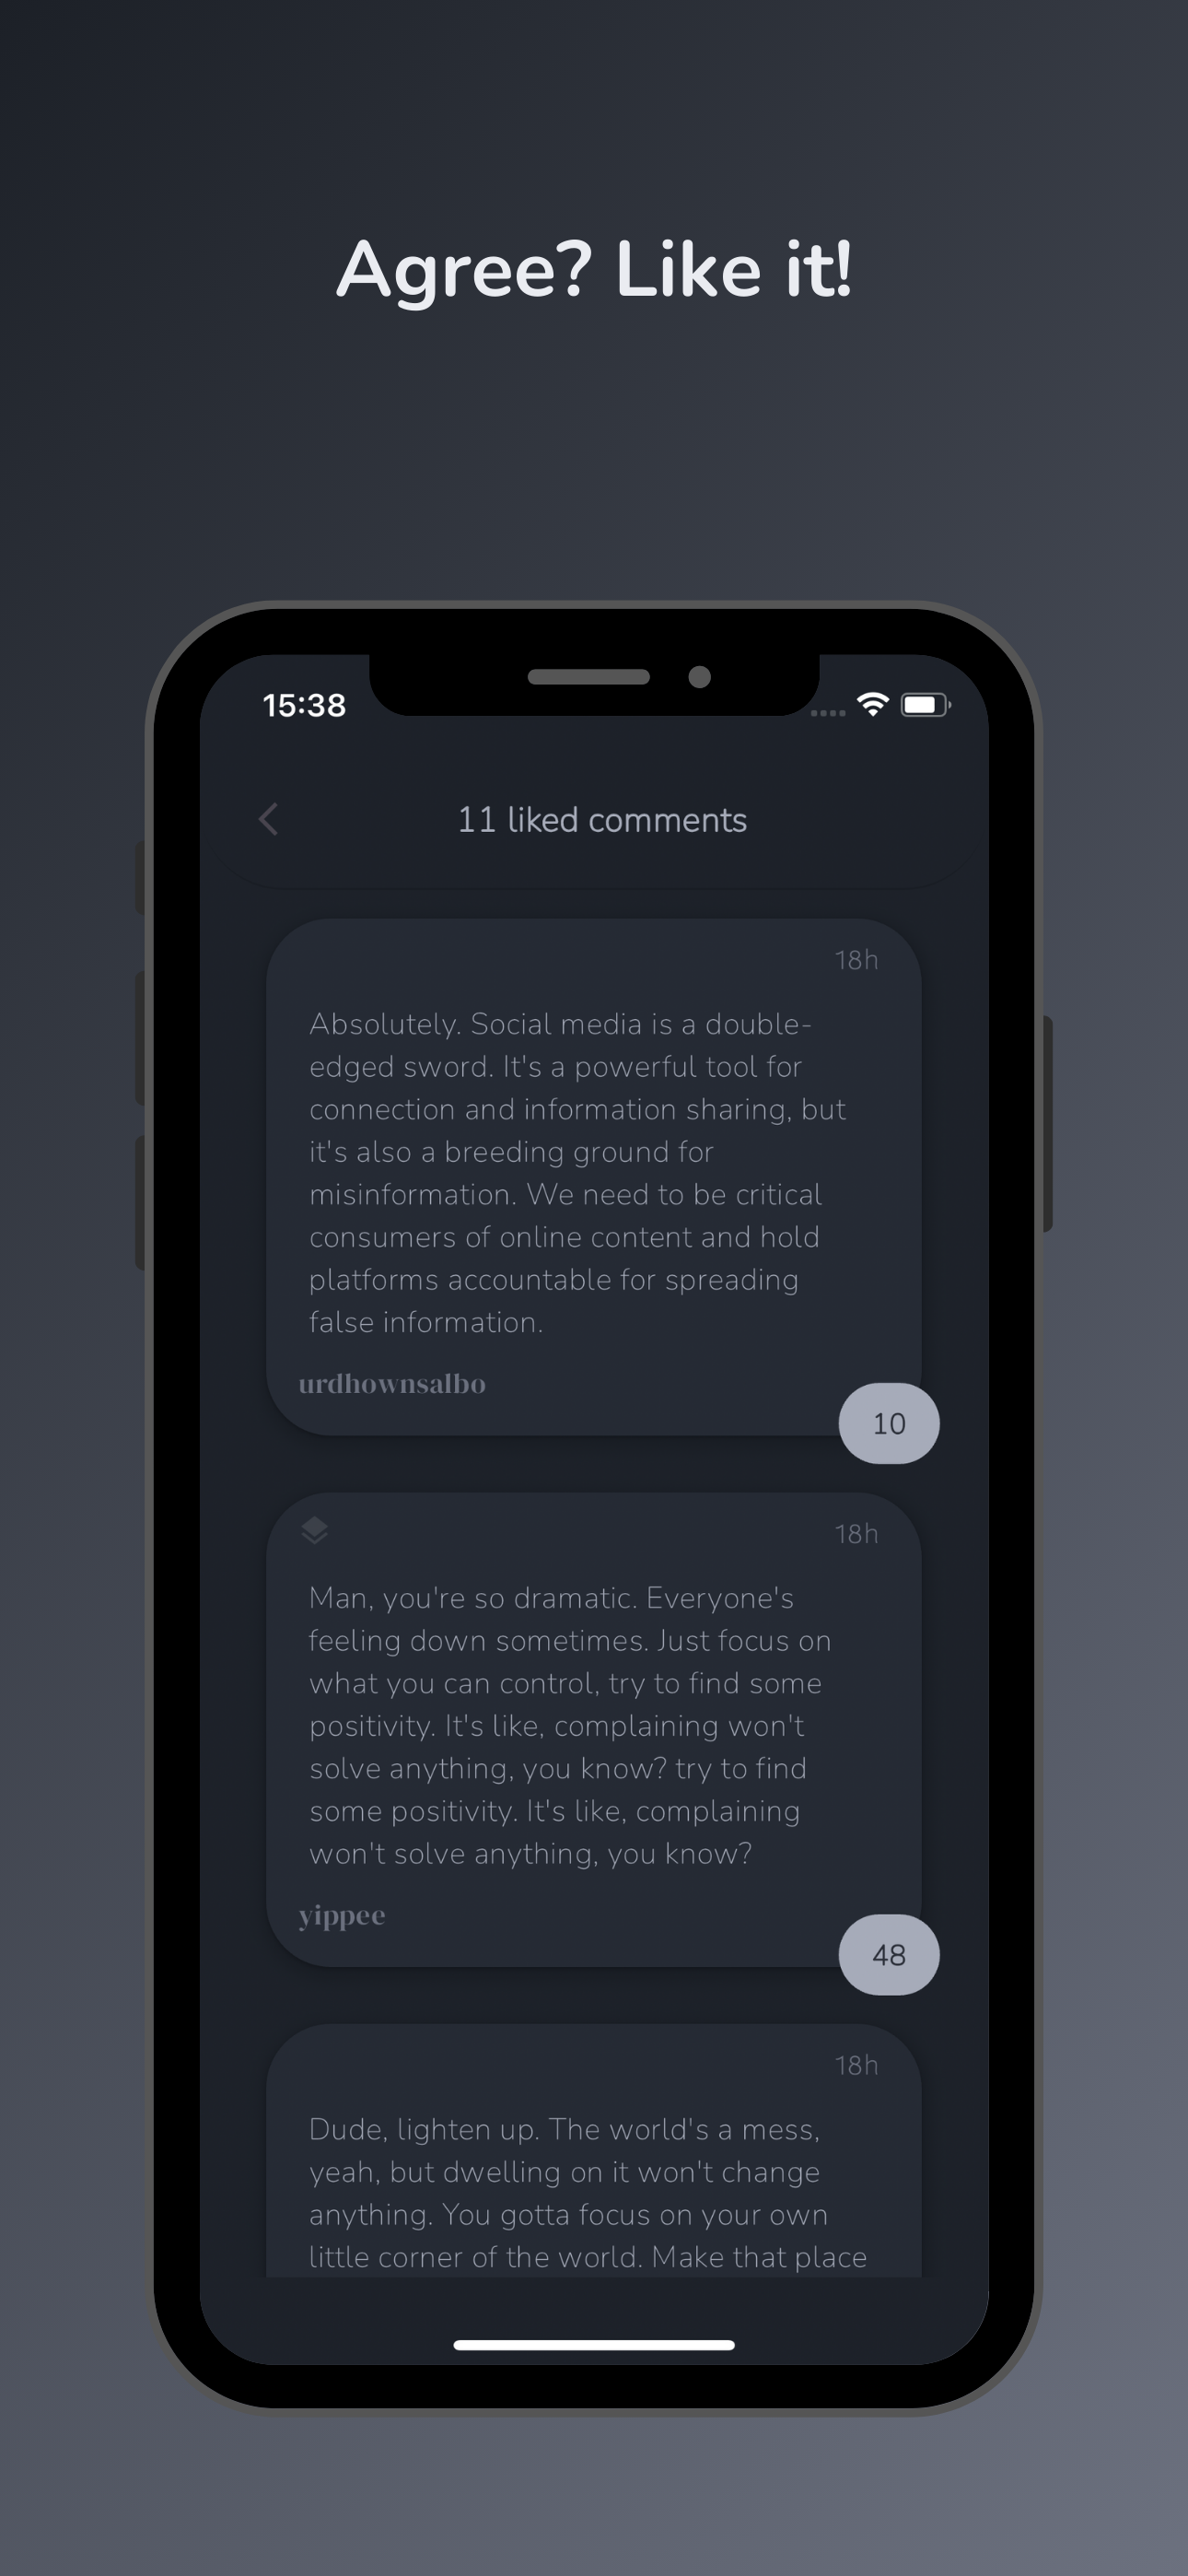 Agree? Like it!
15:38
11 liked comments
18h
Absolutely. Social media is a double-
edged sword. It's a powerful tool for
connection and information sharing, but
it's also a breeding ground for
misinformation. We need to be critical
consumers of online content and hold
platforms accountable for spreading
false information.
urdhownsalbo
10
18h
Man, you're so dramatic. Everyone's
feeling down sometimes. Just focus on
what you can control, try to find some
positivity. It's like, complaining won't
solve anything, you know? try to find
some positivity. It's like, complaining
won't solve anything, you know?
yippee
48
18h
Dude, lighten up. The world's a mess,
yeah, but dwelling on it won't change
anything. You gotta focus on your own
little corner of the world. Make that place